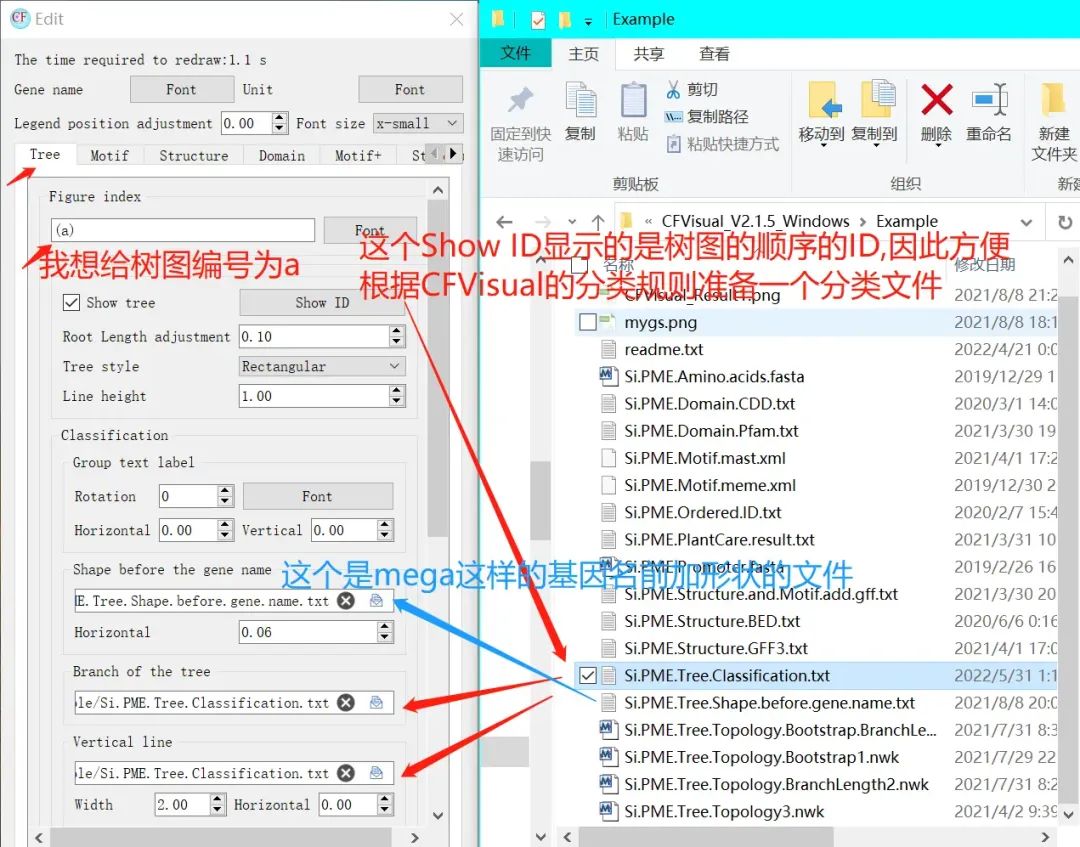 CF Edit
The time required to redraw:1.1 s
Gene name Font Unit Font
Legend position adjustment 0.00 Font size x-small
Tree Motif Structure Domain Motif+ St
Figure index
(a) Font
我想给树图编号为a
Show tree Show ID
Root Length adjustment 0.10
Tree style Rectangular
Line height 1.00
Classification
Group text label
Rotation 0 Font
Horizontal 0.00 Vertical 0.00
Shape before the gene name
E.Tree.Shape.before.gene.name.txt
Horizontal 0.06
Branch of the tree
le/Si.PME.Tree.Classification.txt
Vertical line
le/Si.PME.Tree.Classification.txt
Width 2.00 Horizontal 0.00
Example
文件 主页 共享 查看
固定到快速访问
复制
粘贴
剪切
复制路径
粘贴快捷方式
移动到
复制到
删除
重命名
新建
文件夹
剪贴板 组织 新建
« CFVisual_V2.1.5_Windows › Example
这个Show ID显示的是树图的顺序的ID,因此方便
根据CFVisual的分类规则准备一个分类文件
名称 修改日期
CFVisual_Result1.png 2021/8/8 21:2
mygs.png 2021/8/8 18:1
readme.txt 2022/4/21 0:0
Si.PME.Amino.acids.fasta 2019/12/29 1
Si.PME.Domain.CDD.txt 2020/3/1 14:0
Si.PME.Domain.Pfam.txt 2021/3/30 19
Si.PME.Motif.mast.xml 2021/4/1 17:2
Si.PME.Motif.meme.xml 2019/12/30 2
Si.PME.Ordered.ID.txt 2020/2/7 15:4
Si.PME.PlantCare.result.txt 2021/3/31 10
Si.PME.Promoter.fasta 2019/2/26 16
这个是mega这样的基因名前加形状的文件
Si.PME.Structure.and.Motif.add.gff.txt 2021/3/30 20
Si.PME.Structure.BED.txt 2020/6/6 0:16
Si.PME.Structure.GFF3.txt 2021/4/1 17:0
Si.PME.Tree.Classification.txt 2022/5/31 1:1
Si.PME.Tree.Shape.before.gene.name.txt 2021/8/8 20:0
Si.PME.Tree.Topology.Bootstrap.BranchLe... 2021/7/31 8:3
Si.PME.Tree.Topology.Bootstrap1.nwk 2021/7/29 22
Si.PME.Tree.Topology.BranchLength2.nwk 2021/7/31 8:2
Si.PME.Tree.Topology3.nwk 2021/4/2 9:39